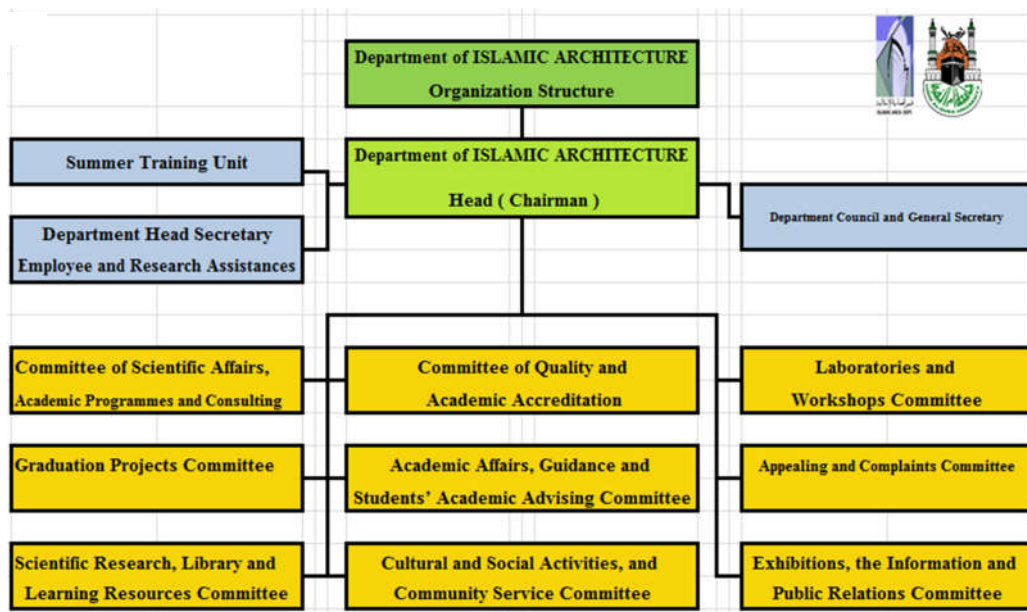 Department of ISLAMIC ARCHITECTURE
Organization Structure
Department of ISLAMIC ARCHITECTURE
Head ( Chairman )
Summer Training Unit
Department Head Secretary
Employee and Research Assistances
Department Council and General Secretary
Committee of Scientific Affairs,
Academic Programmes and Consulting
Committee of Quality and
Academic Accreditation
Laboratories and
Workshops Committee
Graduation Projects Committee
Academic Affairs, Guidance and
Students’ Academic Advising Committee
Appealing and Complaints Committee
Scientific Research, Library and
Learning Resources Committee
Cultural and Social Activities, and
Community Service Committee
Exhibitions, the Information and
Public Relations Committee